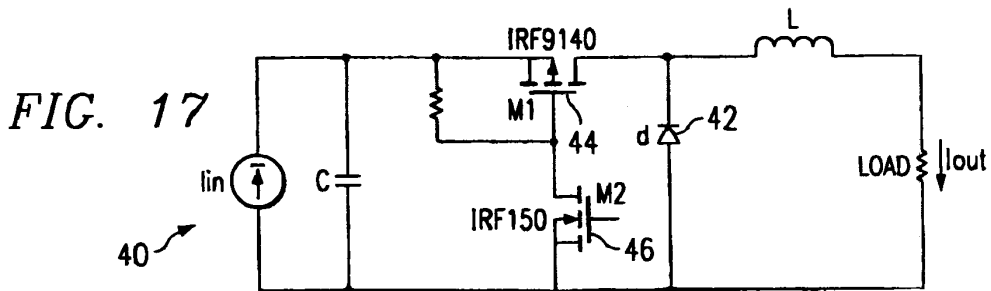 FIG. 17
L
IRF9140
M1
44
d
42
Iin
C
LOAD
Iout
M2
IRF150
46
40